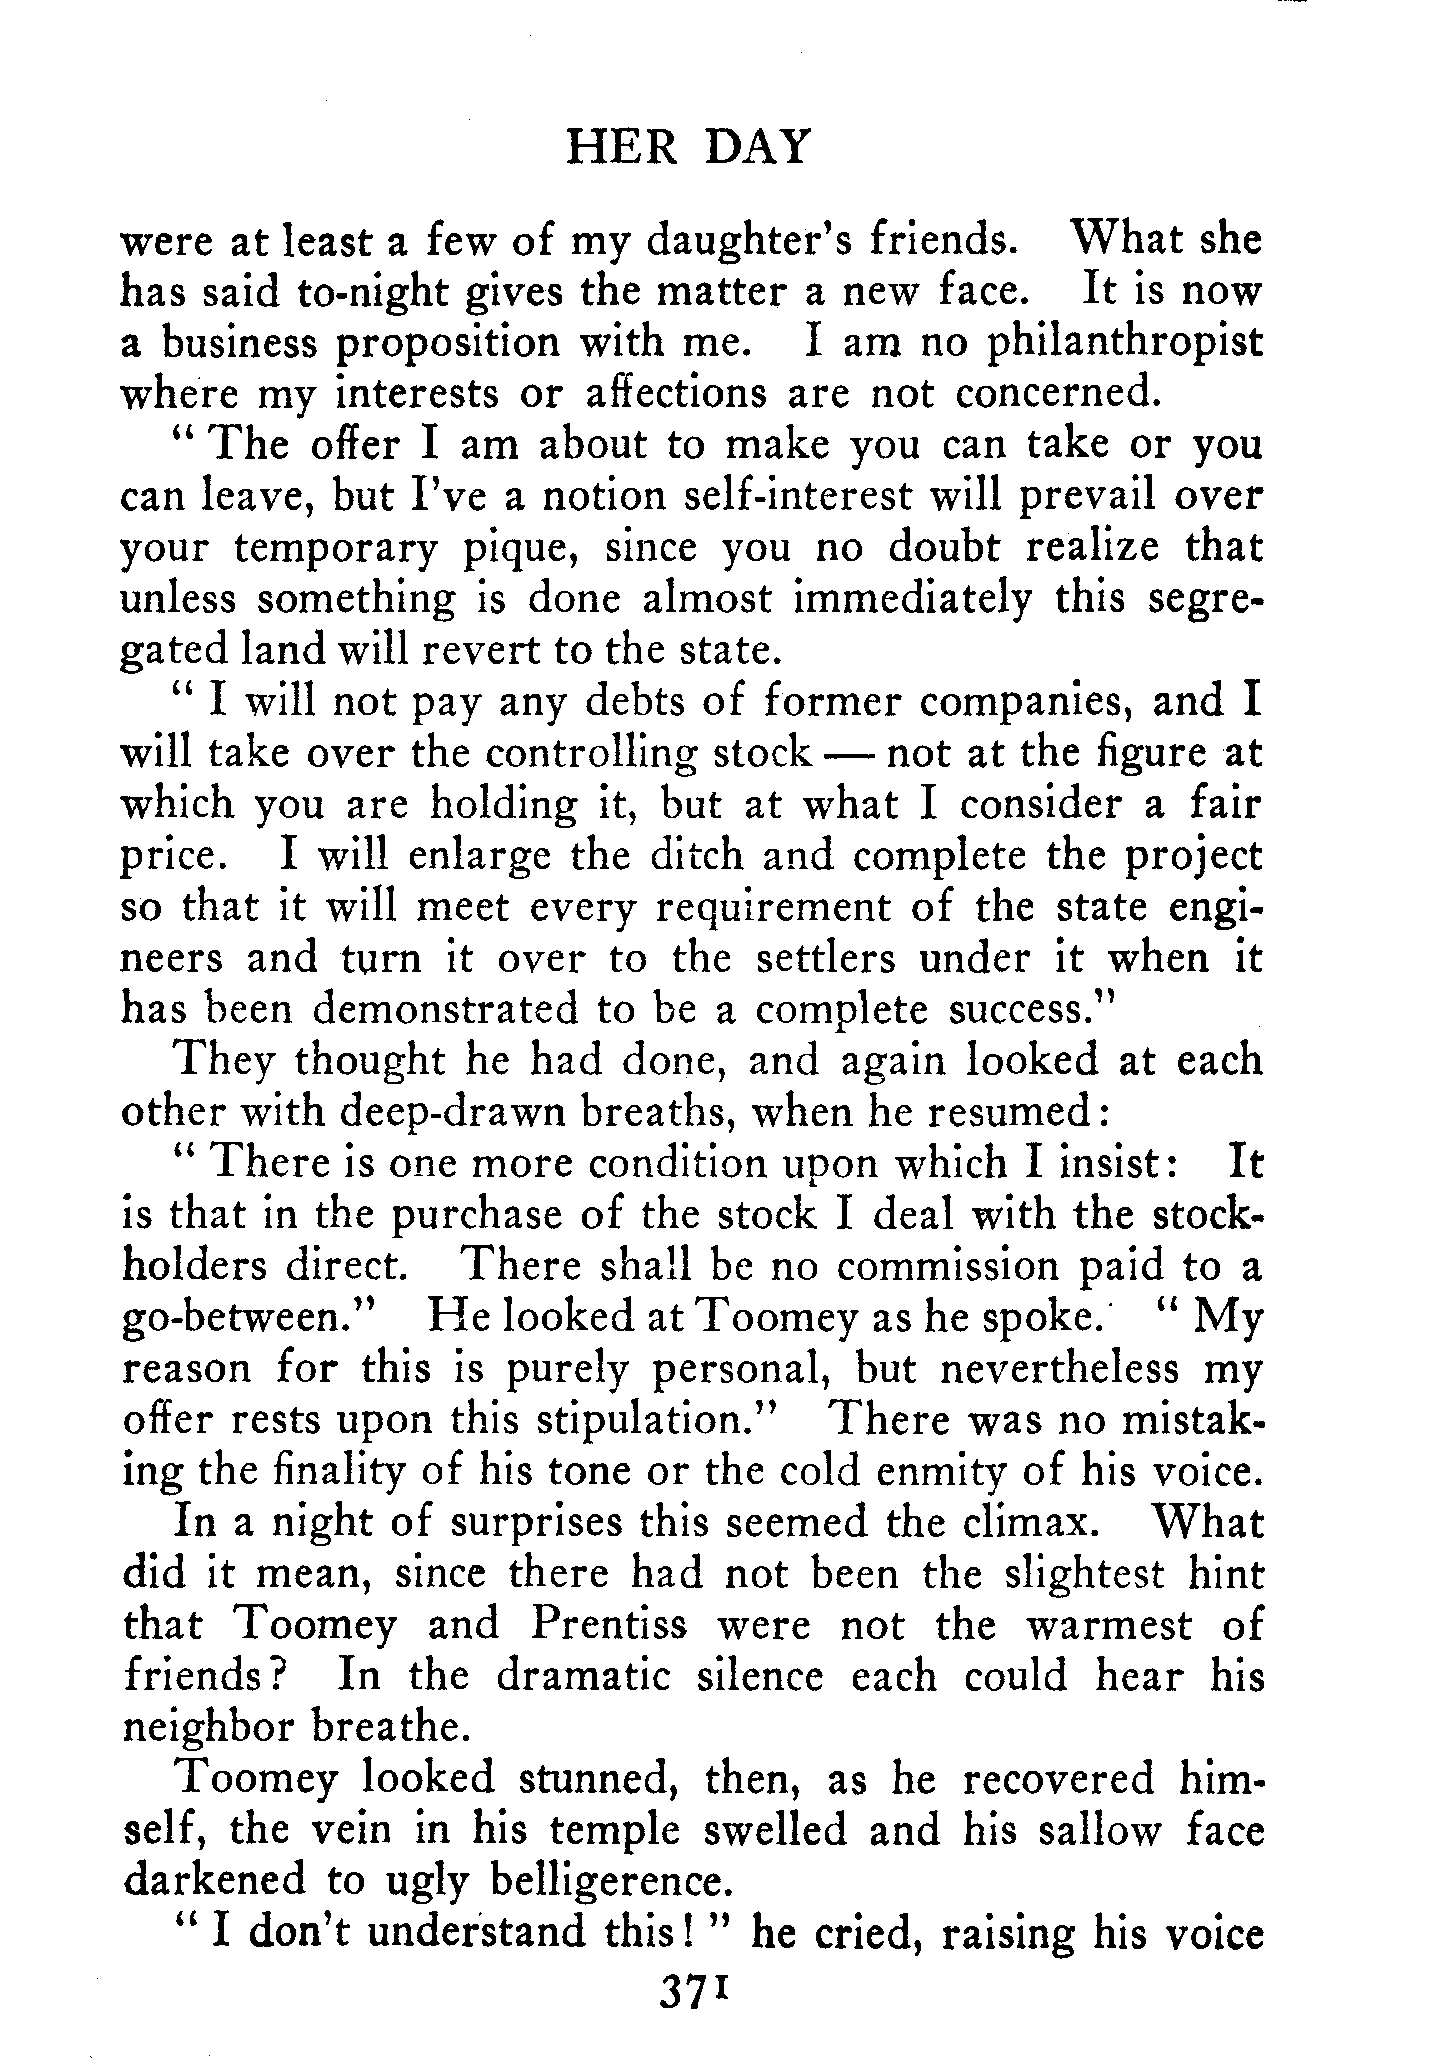 HER DAY
were at least a few of my daughter's friends. What she
has said to-night gives the matter a new face. It is now
a business proposition with me. I am no philanthropist
where my interests or affections are not concerned.
" The offer I am about to make you can take or you
can leave, but I've a notion self-interest will prevail over
your temporary pique, since you no doubt realize that
unless something is done almost immediately this segre-
gated land will revert to the state.
" I will not pay any debts of former companies, and I
will take over the controlling stock — not at the figure at
which you are holding it, but at what I consider a fair
price. I will enlarge the ditch and complete the project
so that it will meet every requirement of the state engi-
neers and turn it over to the settlers under it when it
has been demonstrated to be a complete success."
They thought he had done, and again looked at each
other with deep-drawn breaths, when he resumed:
" There is one more condition upon which I insist: It
is that in the purchase of the stock I deal with the stock-
holders direct. There shall be no commission paid to a
go-between." He looked at Toomey as he spoke. " My
reason for this is purely personal, but nevertheless my
offer rests upon this stipulation." There was no mistak-
ing the finality of his tone or the cold enmity of his voice.
In a night of surprises this seemed the climax. What
did it mean, since there had not been the slightest hint
that Toomey and Prentiss were not the warmest of
friends? In the dramatic silence each could hear his
neighbor breathe.
Toomey looked stunned, then, as he recovered him-
self, the vein in his temple swelled and his sallow face
darkened to ugly belligerence.
" I don't understand this! " he cried, raising his voice
371